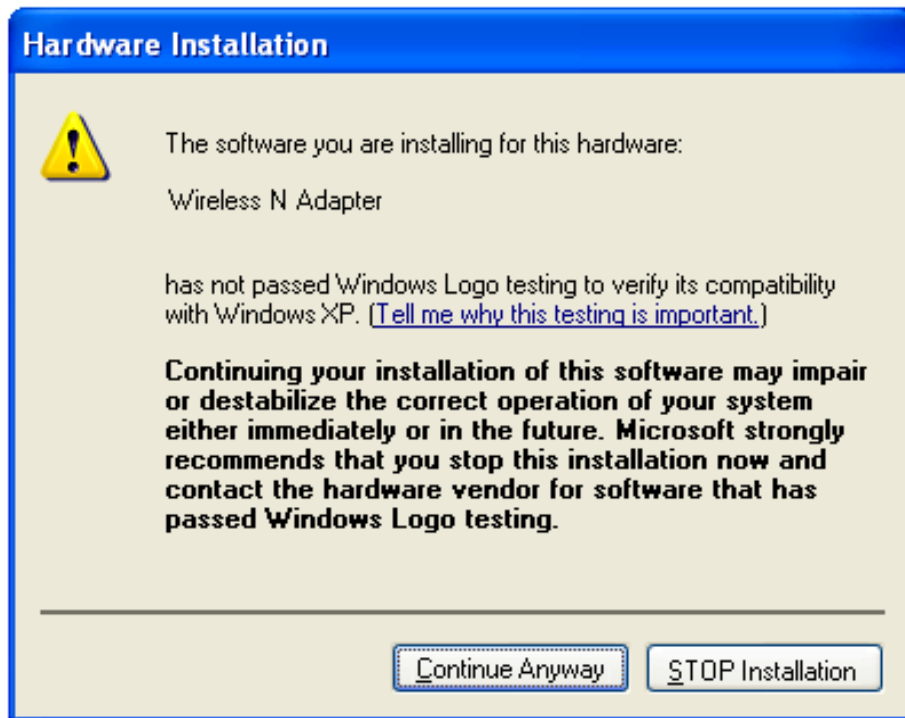 Hardware Installation
The software you are installing for this hardware:
Wireless N Adapter
has not passed Windows Logo testing to verify its compatibility
with Windows XP. (Tell me why this testing is important.)
Continuing your installation of this software may impair
or destabilize the correct operation of your system
either immediately or in the future. Microsoft strongly
recommends that you stop this installation now and
contact the hardware vendor for software that has
passed Windows Logo testing.
Continue Anyway STOP Installation